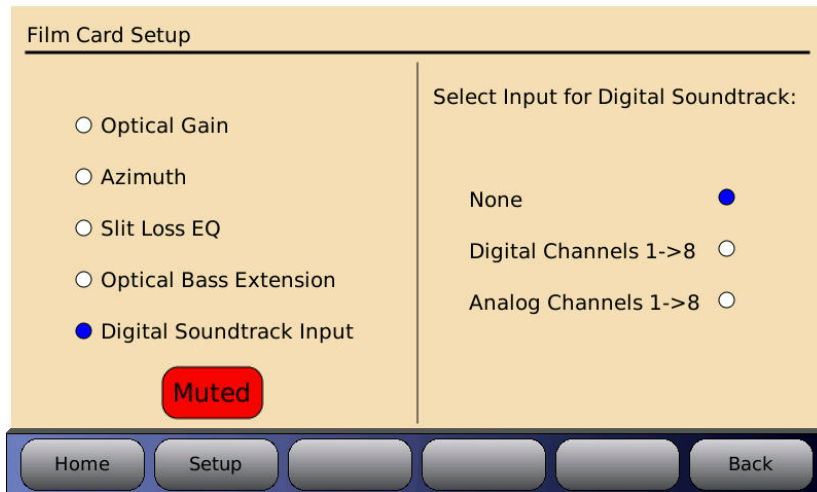 Film Card Setup
Optical Gain
Azimuth
Slit Loss EQ
Optical Bass Extension
Digital Soundtrack Input
Muted
Select Input for Digital Soundtrack:
None
Digital Channels 1->8
Analog Channels 1->8
Home
Setup
Back